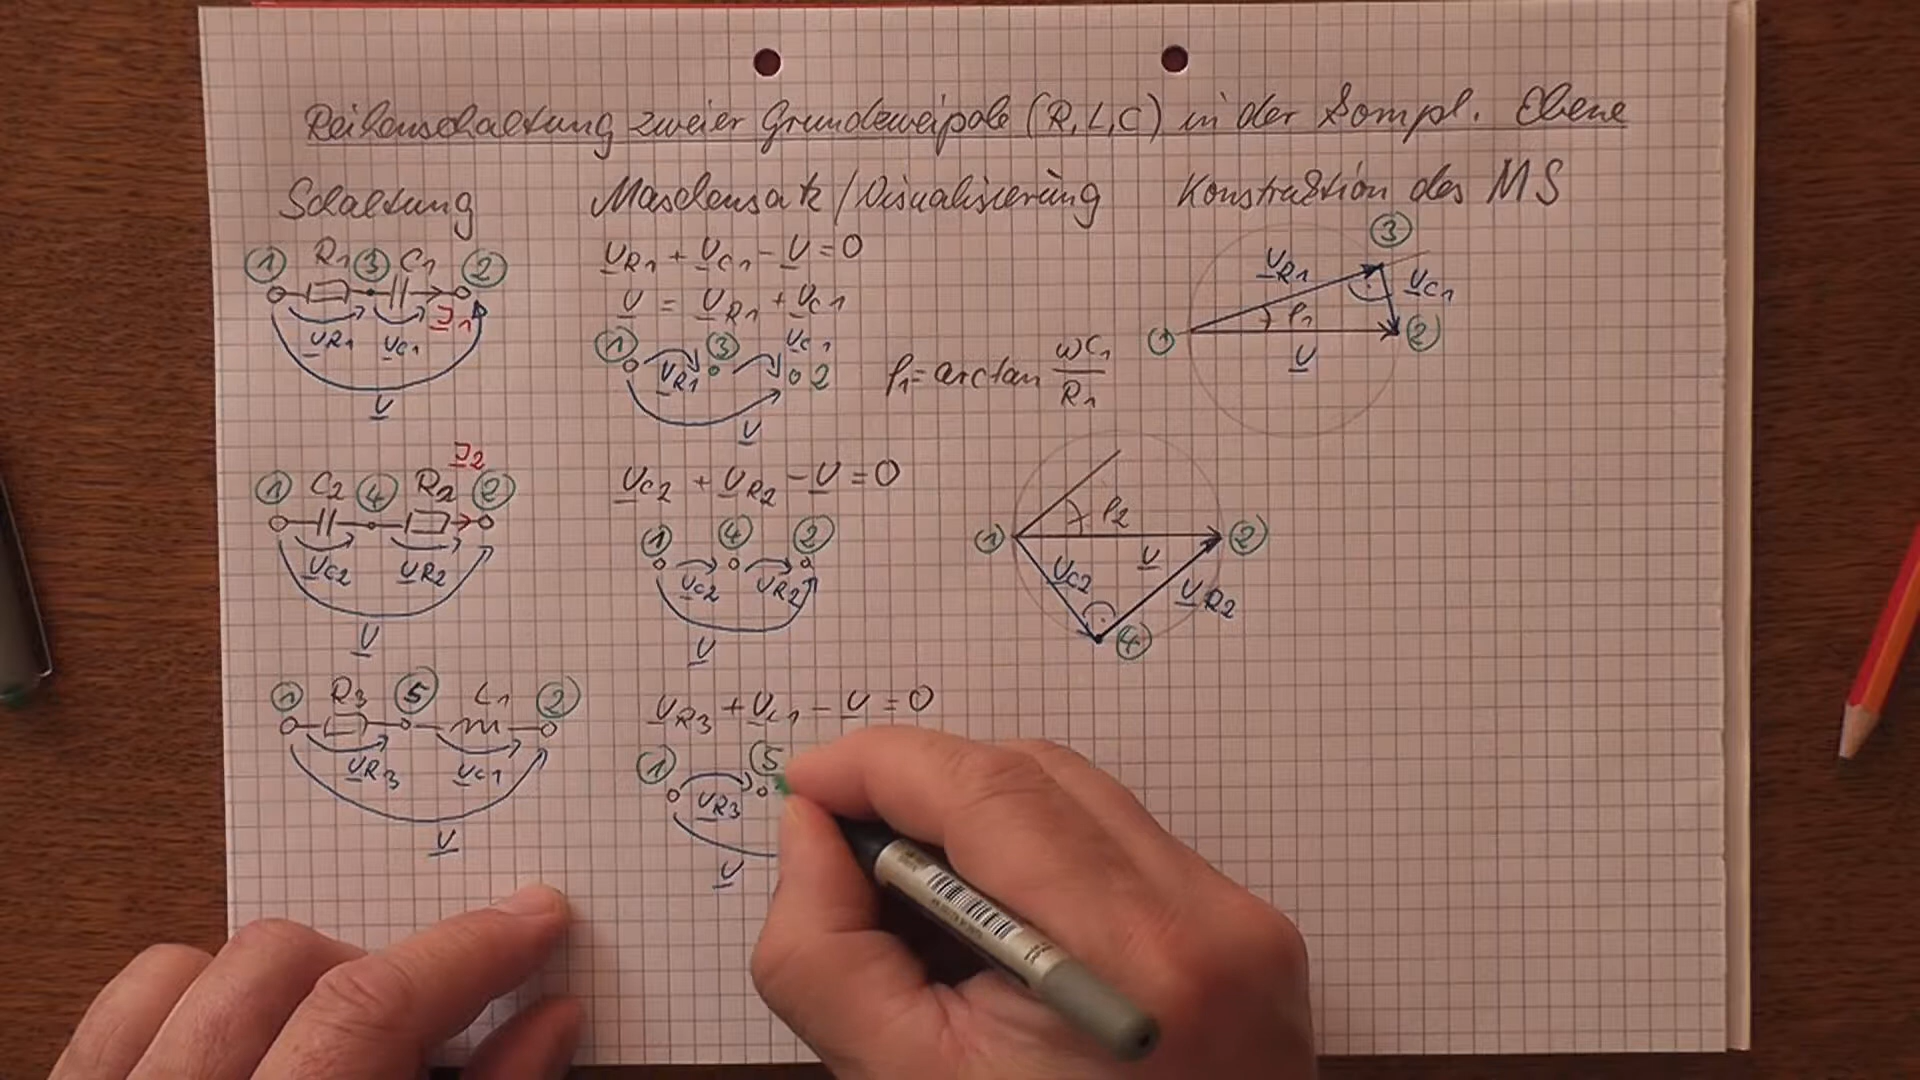 Reihenschaltung zweier Grundzweipole (R, L, C) in der kompl. Ebene
Schaltung Maschensatz / Visualisierung Konstruktion des MS
① R1 ③ C1 ②
I1
UR1 UC1
U
UR1 + UC1 - U = 0
U = UR1 + UC1
① ③ UC1
UR1 2
U
φ1 = arctan ωC1
R1
③
UR1 UC1
φ1
① ②
U
I2
① C2 ④ R2 ②
UC2 UR2
U
UC2 + UR2 - U = 0
① ④ ②
UC2 UR2
U
φ2
① ②
U
UC2 UR2
④
① R3 ⑤ L1 ②
UR3 UL1
U
UR3 + UL1 - U = 0
① 5
UR3
U